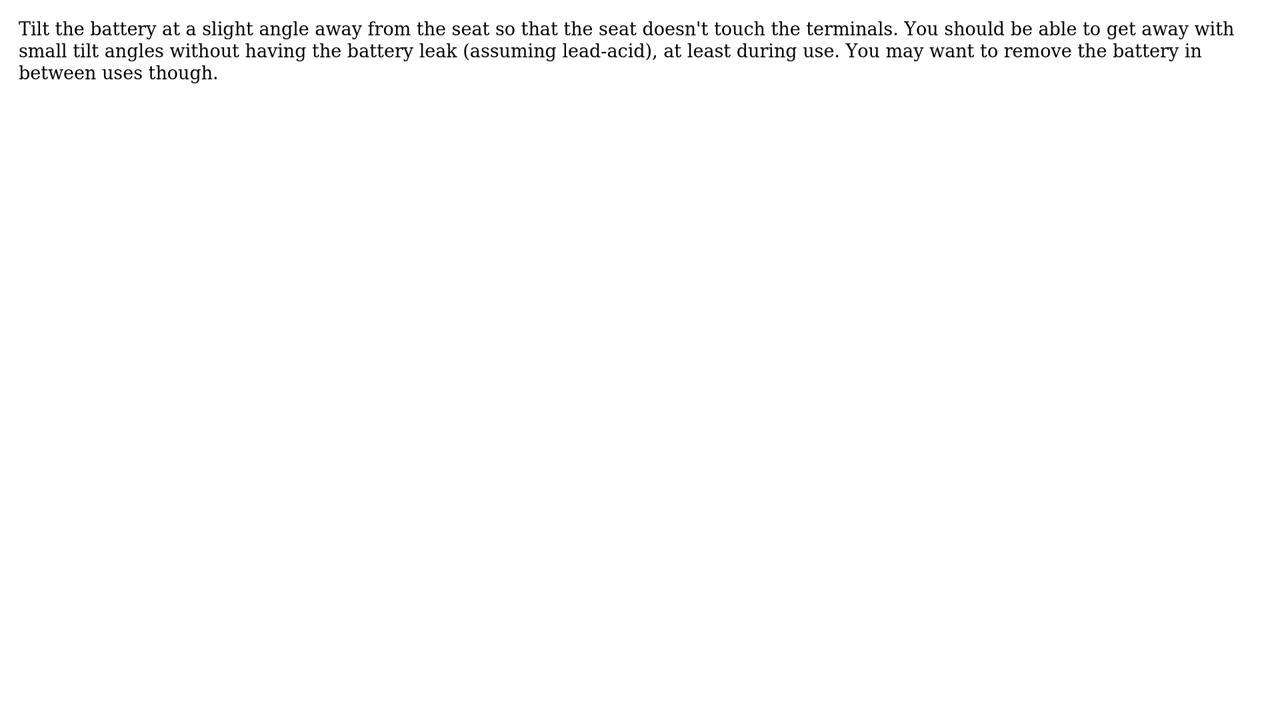 Tilt the battery at a slight angle away from the seat so that the seat doesn't touch the terminals. You should be able to get away with
small tilt angles without having the battery leak (assuming lead-acid), at least during use. You may want to remove the battery in
between uses though.